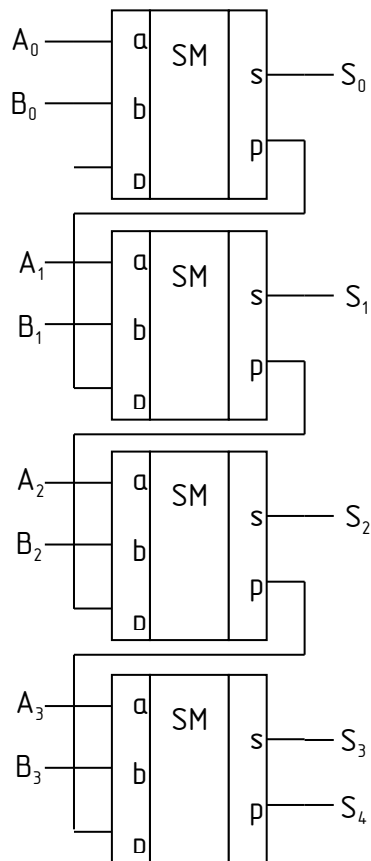 A₀ a SM s S₀
B₀ b p
p
A₁ a SM s S₁
B₁ b p
p
A₂ a SM s S₂
B₂ b p
p
A₃ a SM s S₃
B₃ b p S₄
p